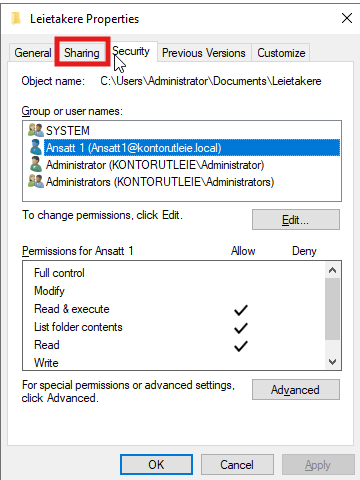 Leietakere Properties
General Sharing Security Previous Versions Customize
Object name: C:\Users\Administrator\Documents\Leietakere
Group or user names:
SYSTEM
Ansatt 1 (Ansatt1@kontorutleie.local)
Administrator (KONTORUTLEIE\Administrator)
Administrators (KONTORUTLEIE\Administrators)
To change permissions, click Edit.
Edit...
Permissions for Ansatt 1 Allow Deny
Full control
Modify
Read & execute
List folder contents
Read
Write
For special permissions or advanced settings,
click Advanced.
Advanced
OK Cancel Apply